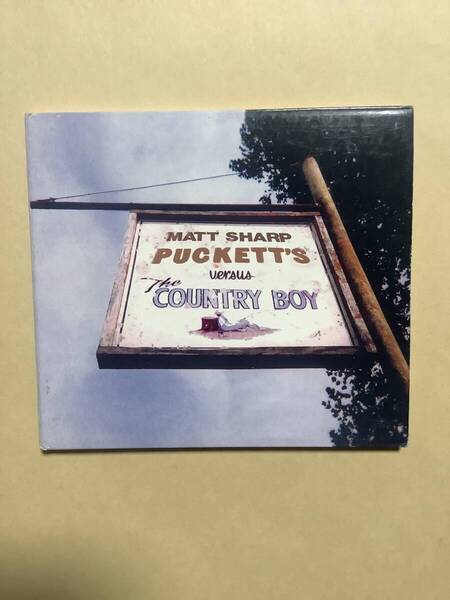 MATT SHARP
PUCKETT'S
versus
The
COUNTRY BOY